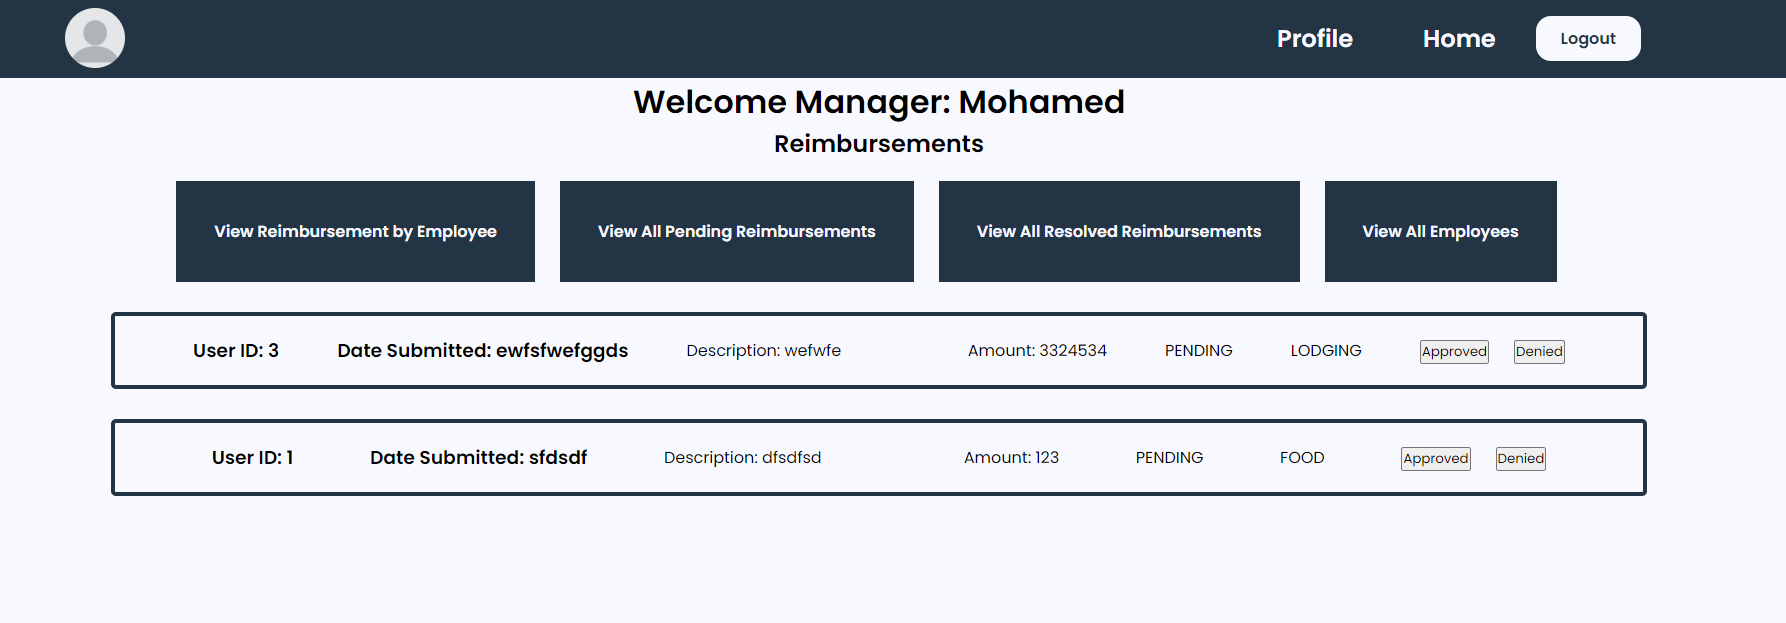 Profile Home Logout
Welcome Manager: Mohamed
Reimbursements
View Reimbursement by Employee View All Pending Reimbursements View All Resolved Reimbursements View All Employees
User ID: 3 Date Submitted: ewfsfwefggds Description: wefwfe Amount: 3324534 PENDING LODGING Approved Denied
User ID: 1 Date Submitted: sfdsdf Description: dfsdfsd Amount: 123 PENDING FOOD Approved Denied